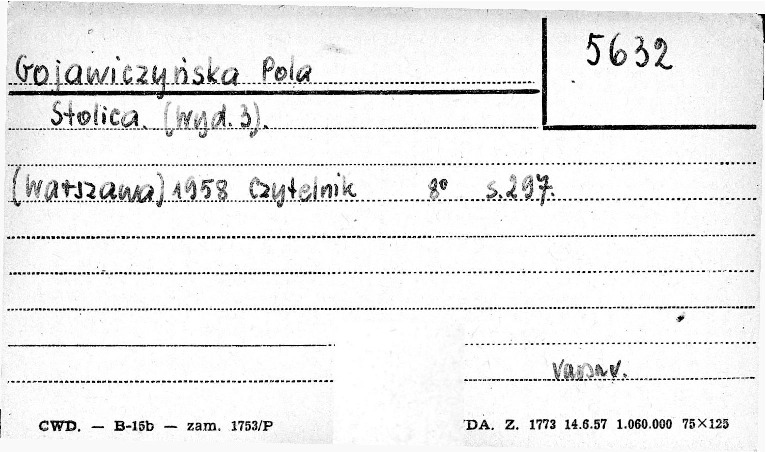 5632
Gojawiczyńska Pola
Stolica. (Wyd. 3).
(Warszawa) 1958 Czytelnik 8° s. 297.
CWD. — B-15b — zam. 1753/P
DA. Z. 1773 14.6.57 1.060.000 75×125